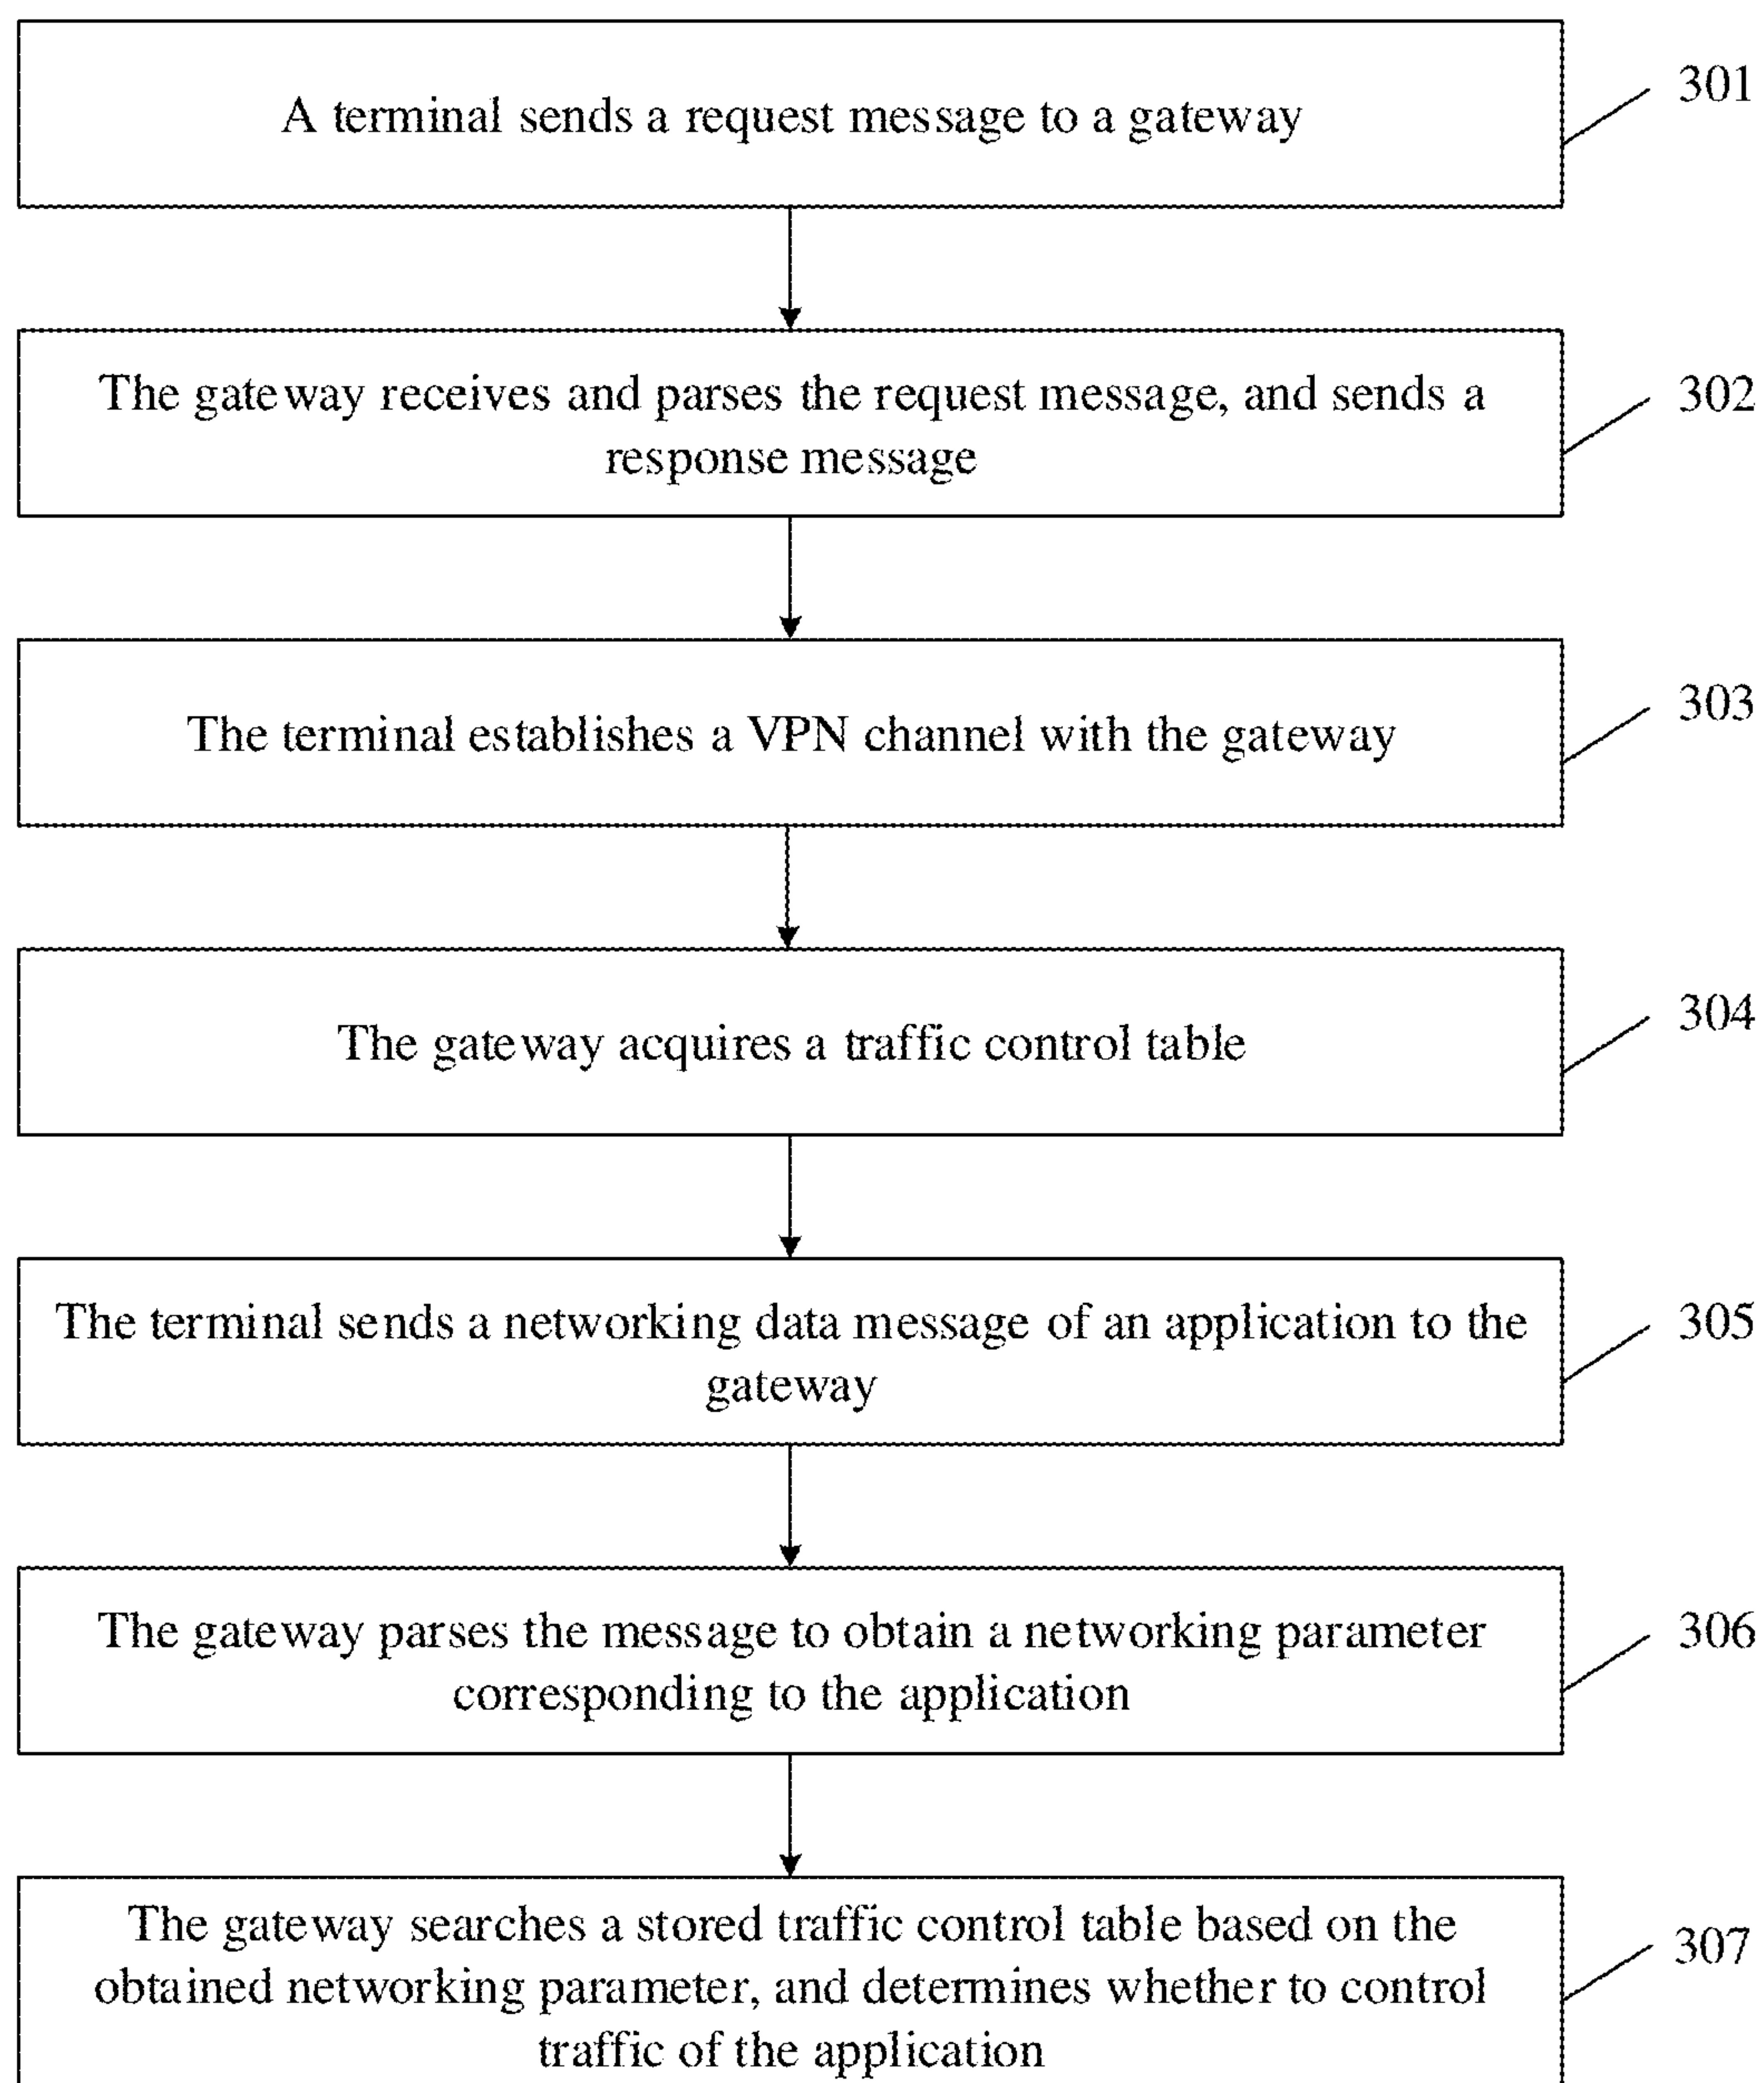 A terminal sends a request message to a gateway
301
The gateway receives and parses the request message, and sends a
response message
302
The terminal establishes a VPN channel with the gateway
303
The gateway acquires a traffic control table
304
The terminal sends a networking data message of an application to the
gateway
305
The gateway parses the message to obtain a networking parameter
corresponding to the application
306
The gateway searches a stored traffic control table based on the
obtained networking parameter, and determines whether to control
traffic of the application
307